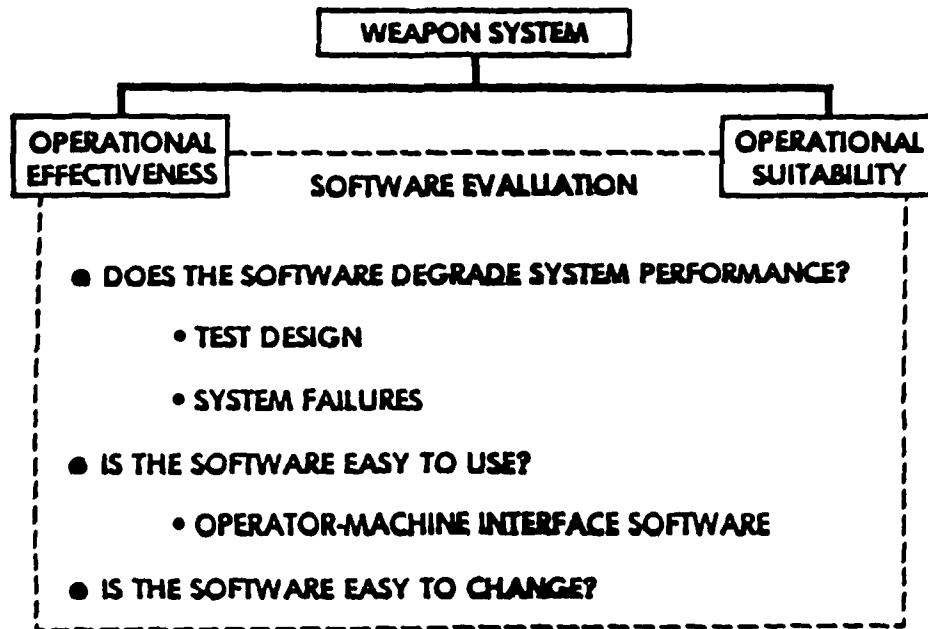 WEAPON SYSTEM
OPERATIONAL
EFFECTIVENESS
OPERATIONAL
SUITABILITY
SOFTWARE EVALUATION
● DOES THE SOFTWARE DEGRADE SYSTEM PERFORMANCE?
• TEST DESIGN
• SYSTEM FAILURES
● IS THE SOFTWARE EASY TO USE?
• OPERATOR-MACHINE INTERFACE SOFTWARE
● IS THE SOFTWARE EASY TO CHANGE?